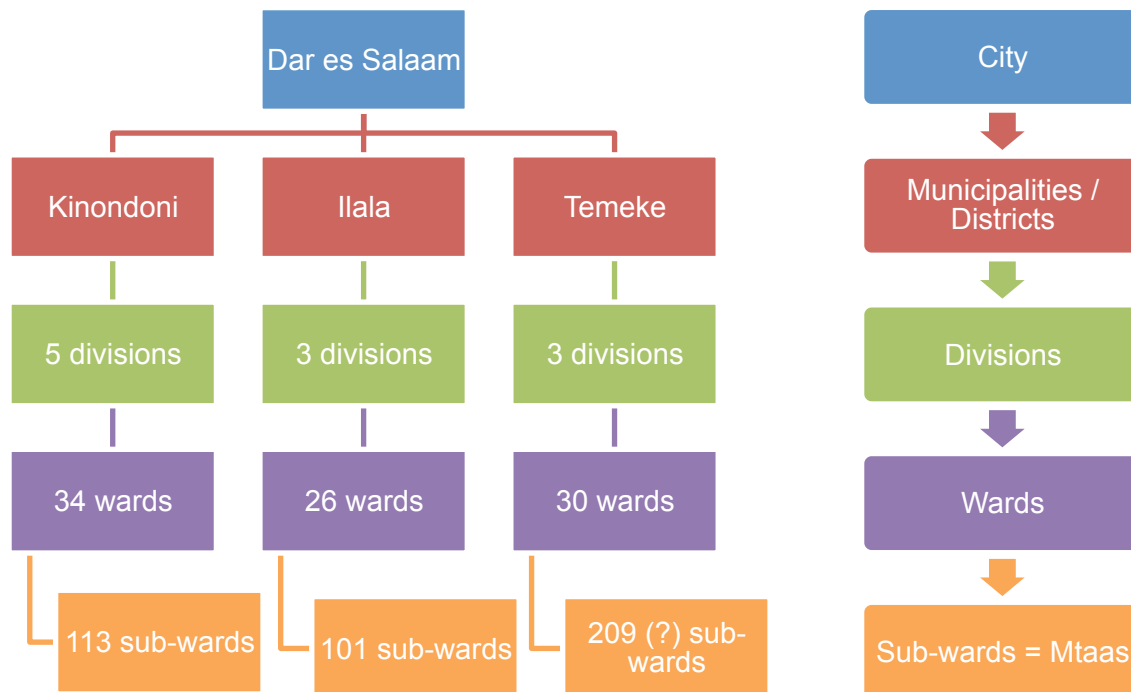 Dar es Salaam
Kinondoni
Ilala
Temeke
5 divisions
3 divisions
3 divisions
34 wards
26 wards
30 wards
113 sub-wards
101 sub-wards
209 (?) sub-
wards
City
Municipalities /
Districts
Divisions
Wards
Sub-wards = Mtaas